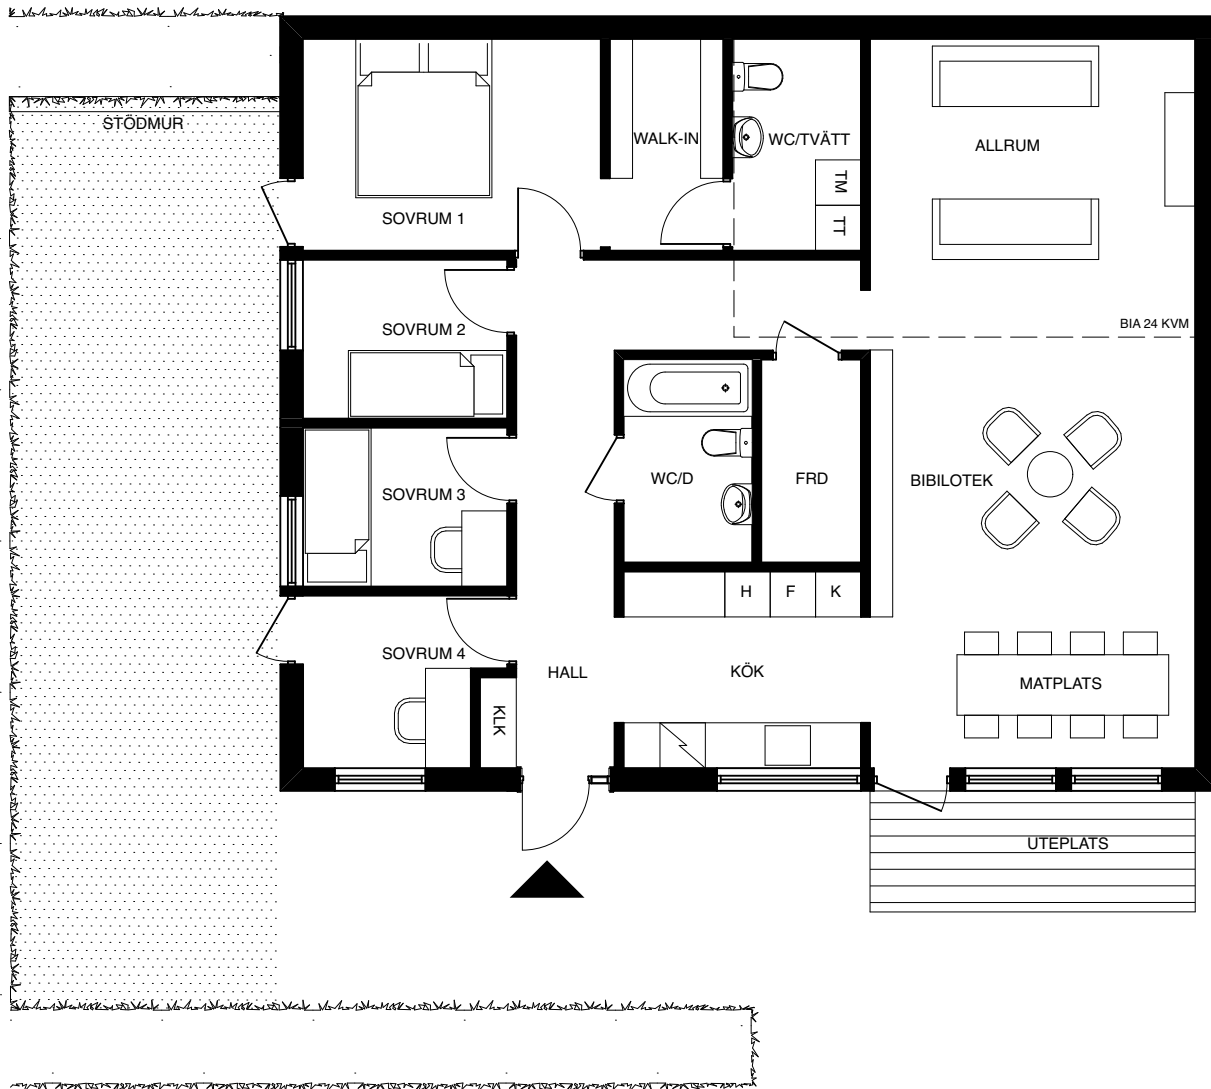 STÖDMUR
WALK-IN
WC/TVÄTT
ALLRUM
TM
TT
SOVRUM 1
BIA 24 KVM
SOVRUM 2
WC/D
FRD
BIBILOTEK
SOVRUM 3
H
F
K
SOVRUM 4
HALL
KÖK
MATPLATS
KLK
UTEPLATS